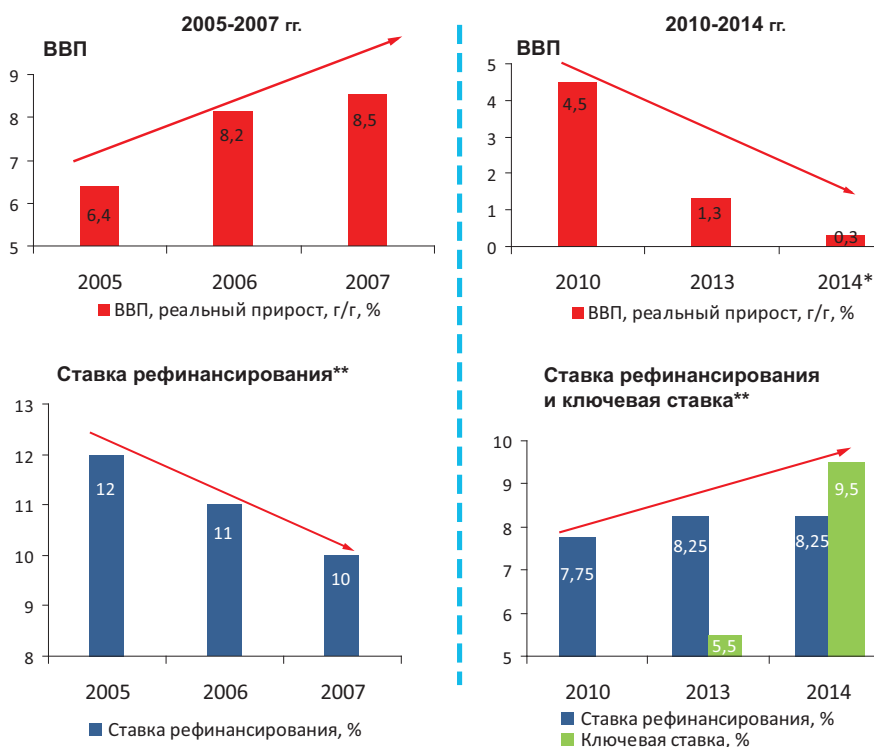 2005-2007 гг.
ВВП
9
8
7
6
5
6,4
8,2
8,5
2005 2006 2007
ВВП, реальный прирост, г/г, %
2010-2014 гг.
ВВП
5
4
3
2
1
0
4,5
1,3
0,3
2010 2013 2014*
ВВП, реальный прирост, г/г, %
Ставка рефинансирования**
13
12
11
10
9
8
12
11
10
2005 2006 2007
Ставка рефинансирования, %
Ставка рефинансирования
и ключевая ставка**
10
9
8
7
6
5
7,75
8,25
5,5
8,25
9,5
2010 2013 2014
Ставка рефинансирования, %
Ключевая ставка, %